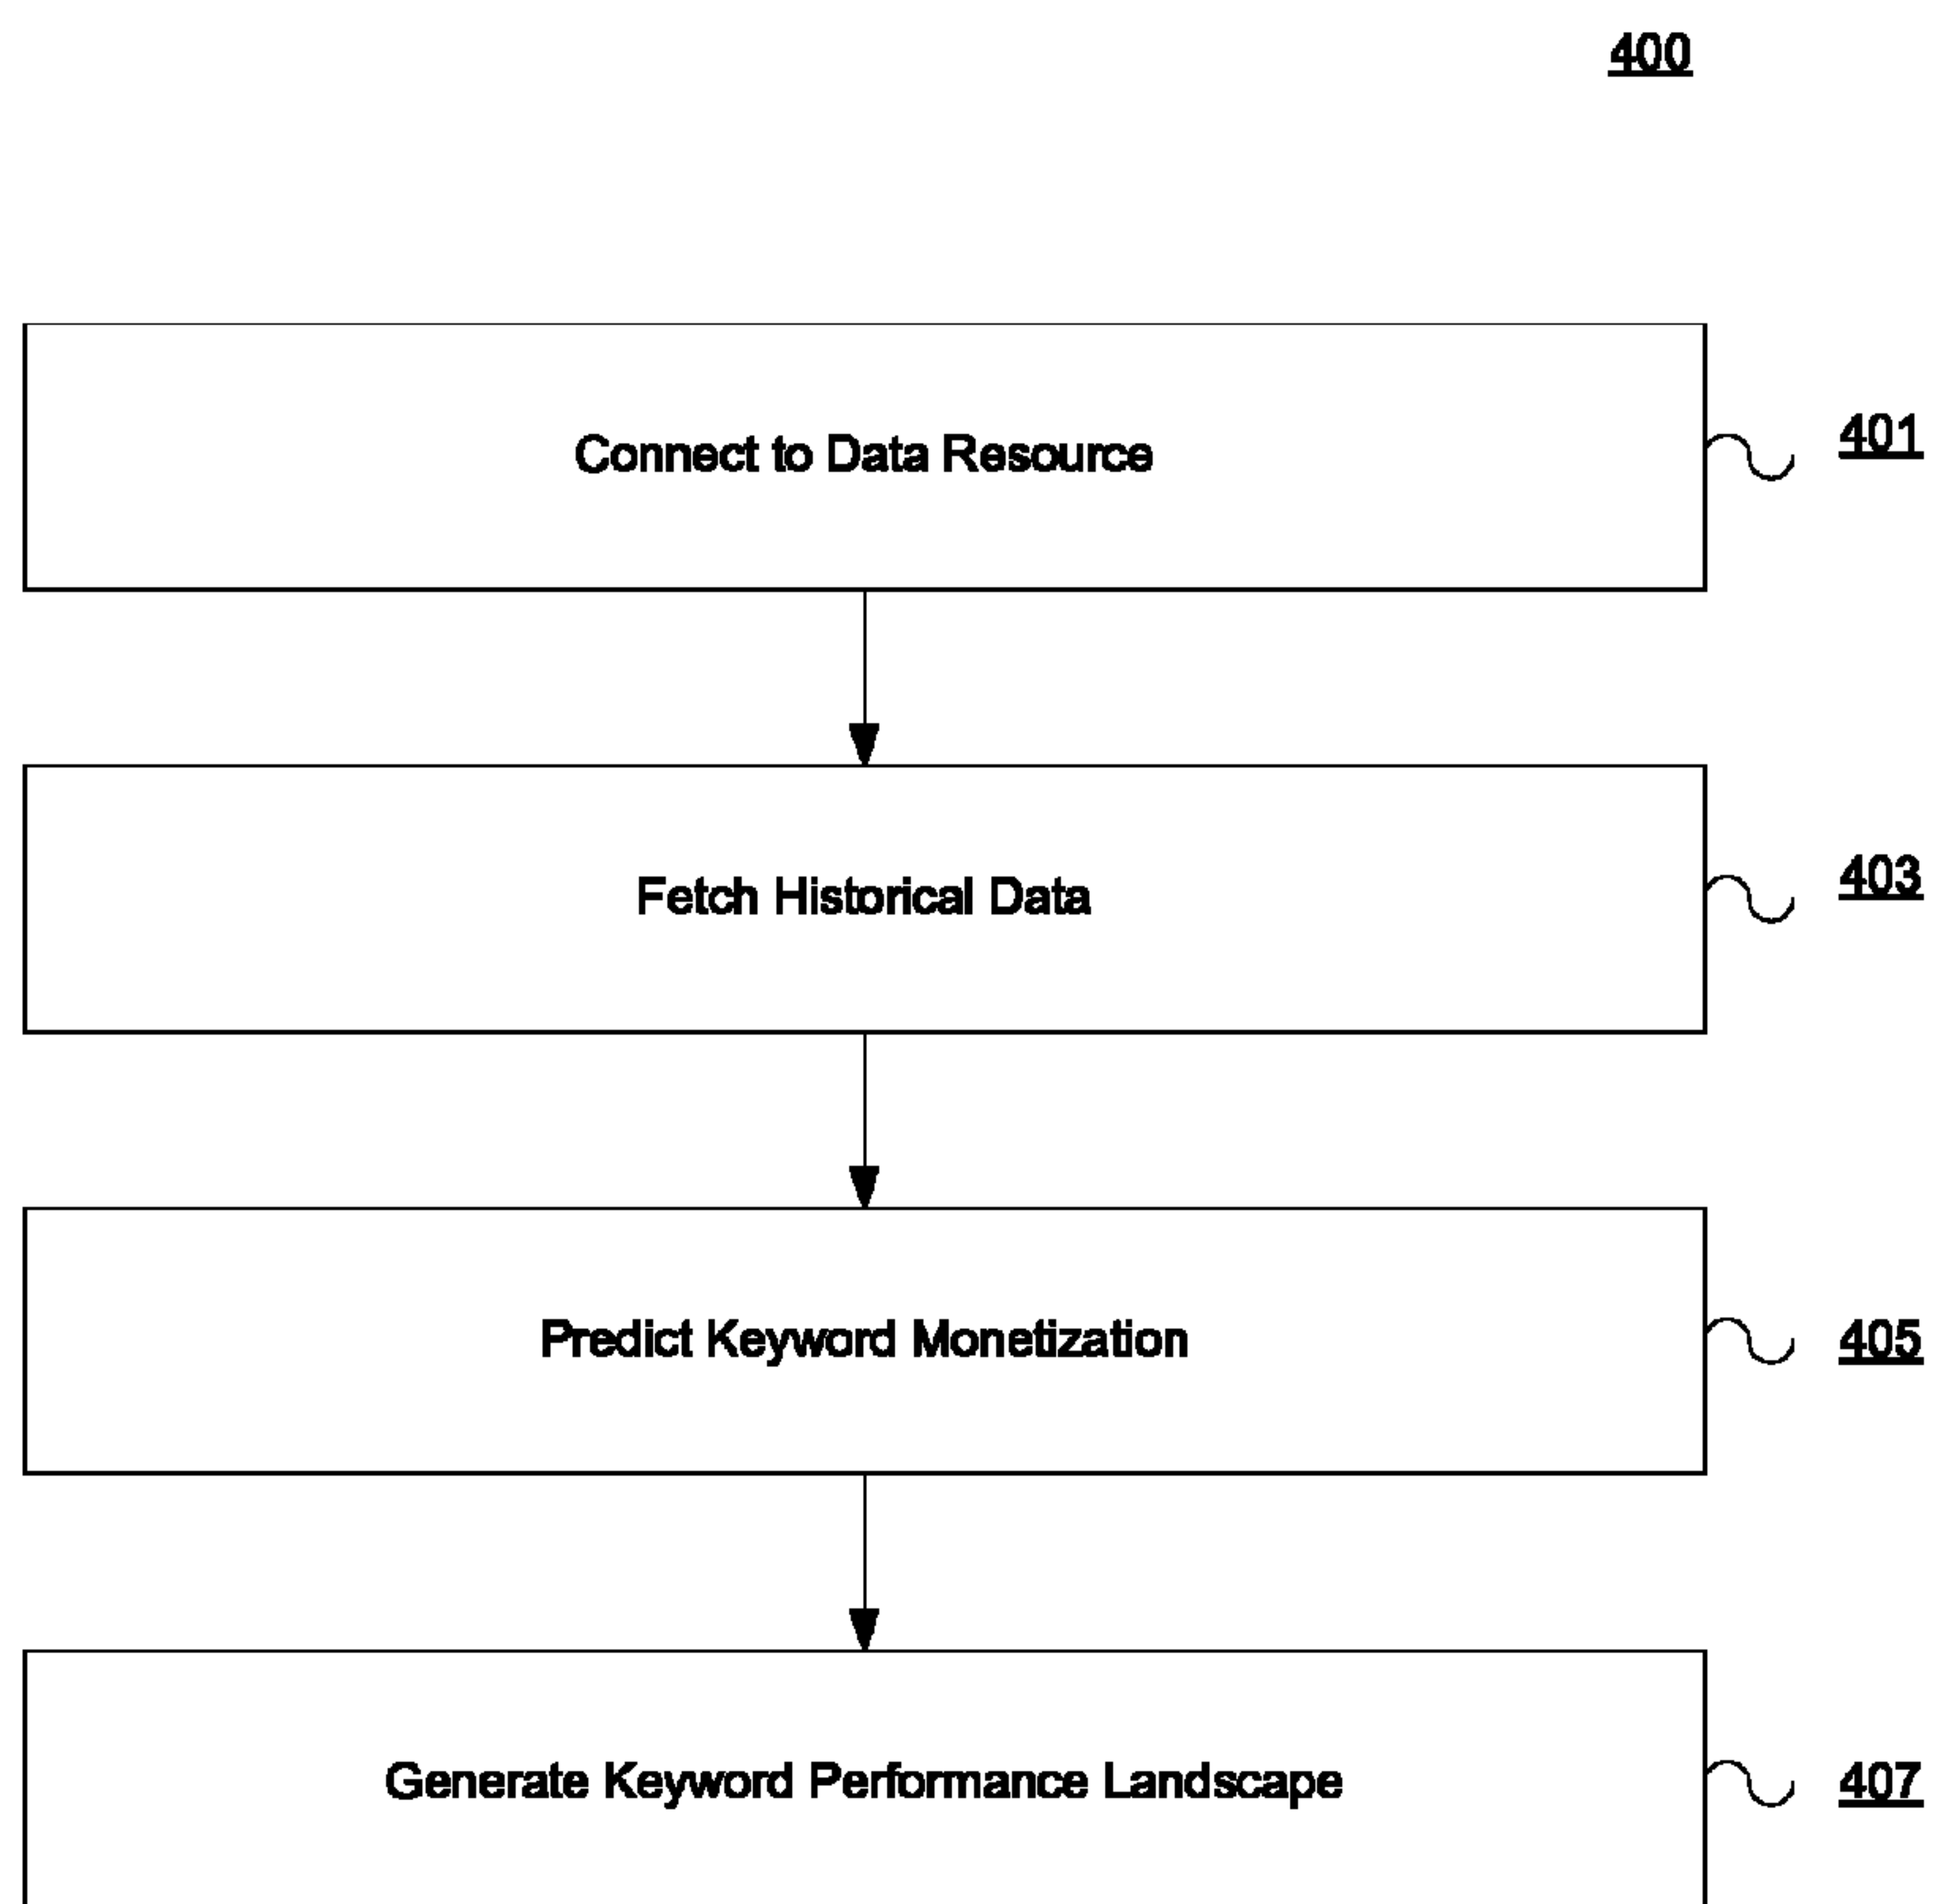 400
Connect to Data Resource
401
Fetch Historical Data
403
Predict Keyword Monetization
405
Generate Keyword Performance Landscape
407